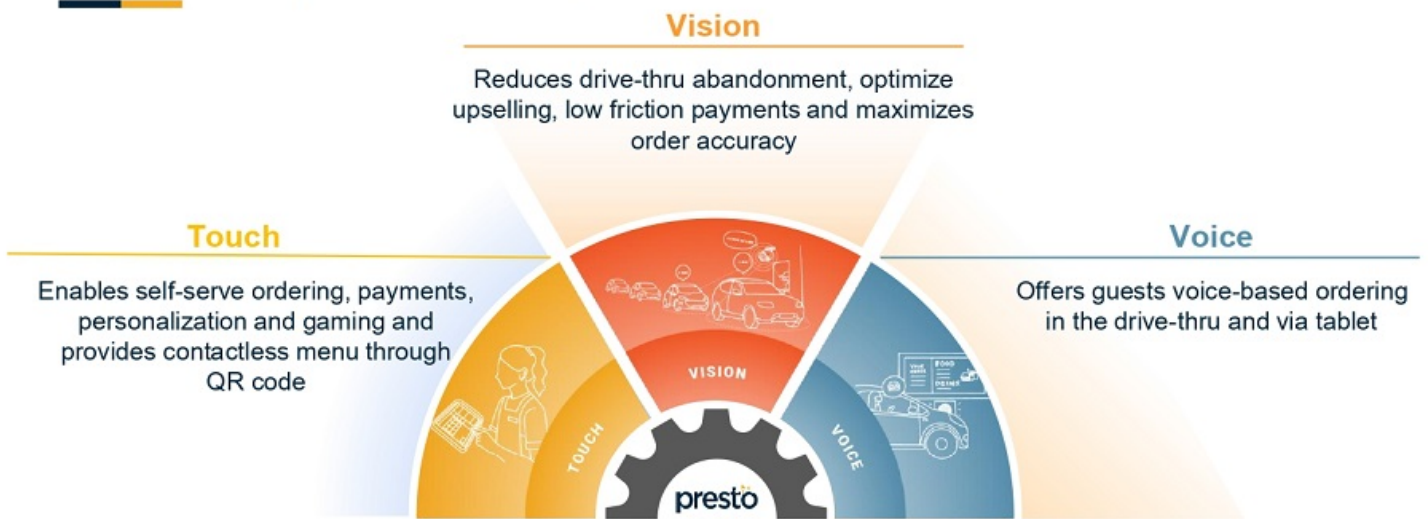 Vision
Reduces drive-thru abandonment, optimize
upselling, low friction payments and maximizes
order accuracy
Touch
Enables self-serve ordering, payments,
personalization and gaming and
provides contactless menu through
QR code
Voice
Offers guests voice-based ordering
in the drive-thru and via tablet
VISION
TOUCH
VOICE
presto